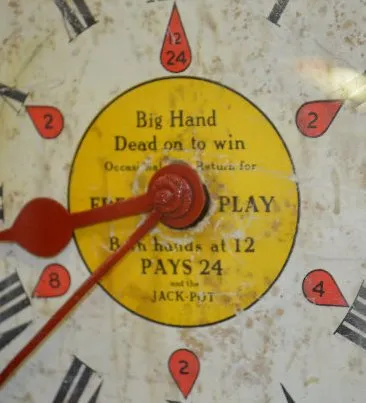 12
24
2
2
Big Hand
Dead on to win
Return for
PLAY
Both hands at 12
PAYS 24
and the
JACK-POT
8
4
2